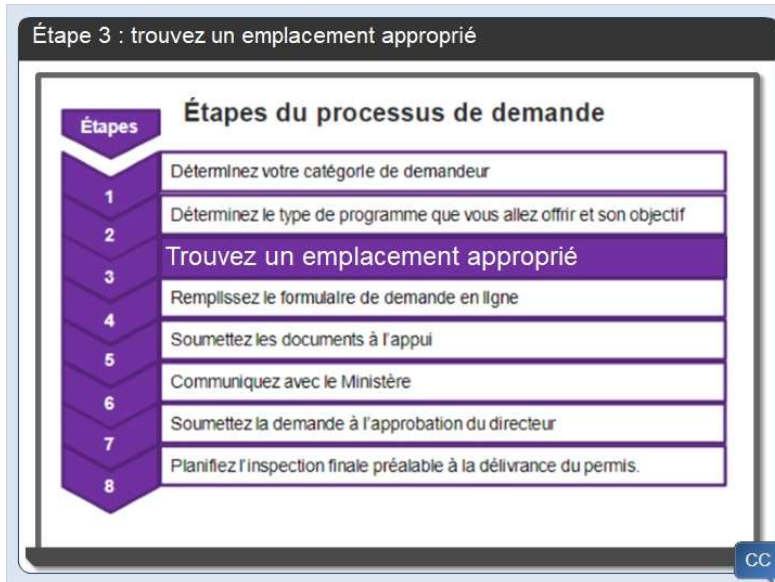 Étape 3 : trouvez un emplacement approprié
Étapes du processus de demande
Étapes
1
Déterminez votre catégorie de demandeur
2
Déterminez le type de programme que vous allez offrir et son objectif
3
Trouvez un emplacement approprié
4
Remplissez le formulaire de demande en ligne
5
Soumettez les documents à l'appui
6
Communiquez avec le Ministère
7
Soumettez la demande à l'approbation du directeur
8
Planifiez l'inspection finale préalable à la délivrance du permis.
CC